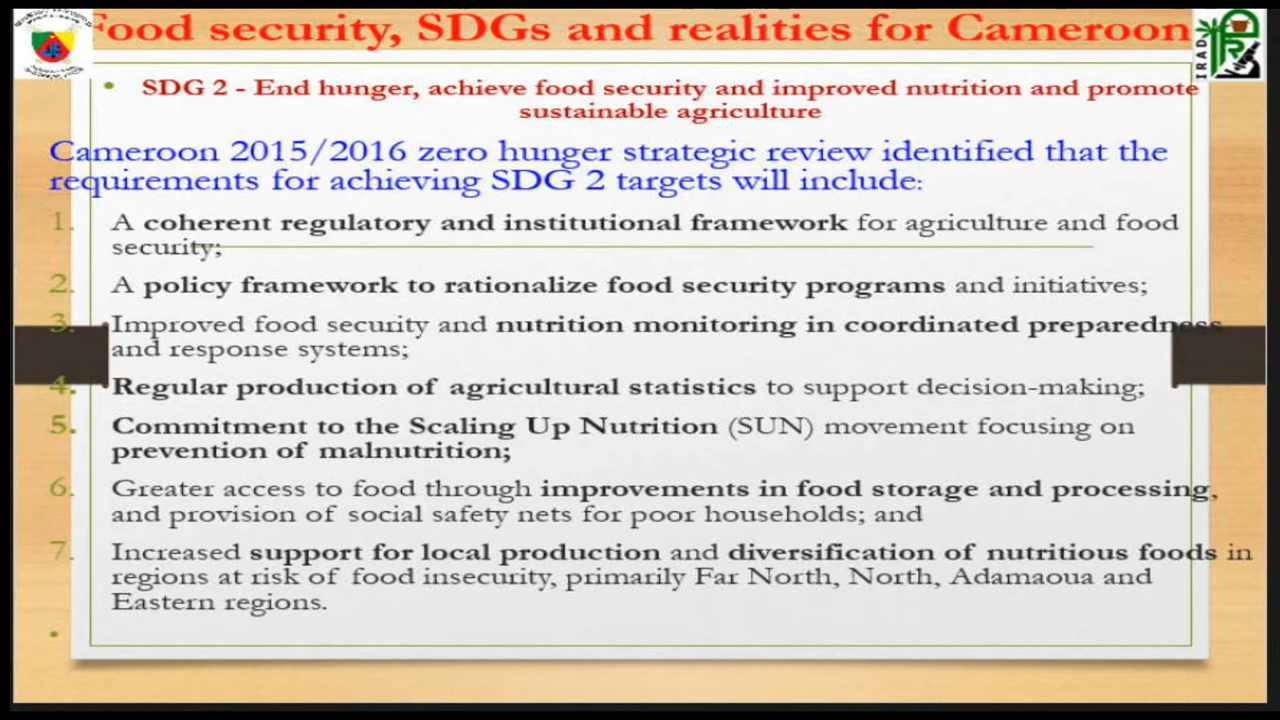 Food security, SDGs and realities for Cameroon
IRAD
• SDG 2 - End hunger, achieve food security and improved nutrition and promote
sustainable agriculture
Cameroon 2015/2016 zero hunger strategic review identified that the
requirements for achieving SDG 2 targets will include:
1. A coherent regulatory and institutional framework for agriculture and food
security;
2. A policy framework to rationalize food security programs and initiatives;
3. Improved food security and nutrition monitoring in coordinated preparedness
and response systems;
4. Regular production of agricultural statistics to support decision-making;
5. Commitment to the Scaling Up Nutrition (SUN) movement focusing on
prevention of malnutrition;
6. Greater access to food through improvements in food storage and processing,
and provision of social safety nets for poor households; and
7. Increased support for local production and diversification of nutritious foods in
regions at risk of food insecurity, primarily Far North, North, Adamaoua and
Eastern regions.
•